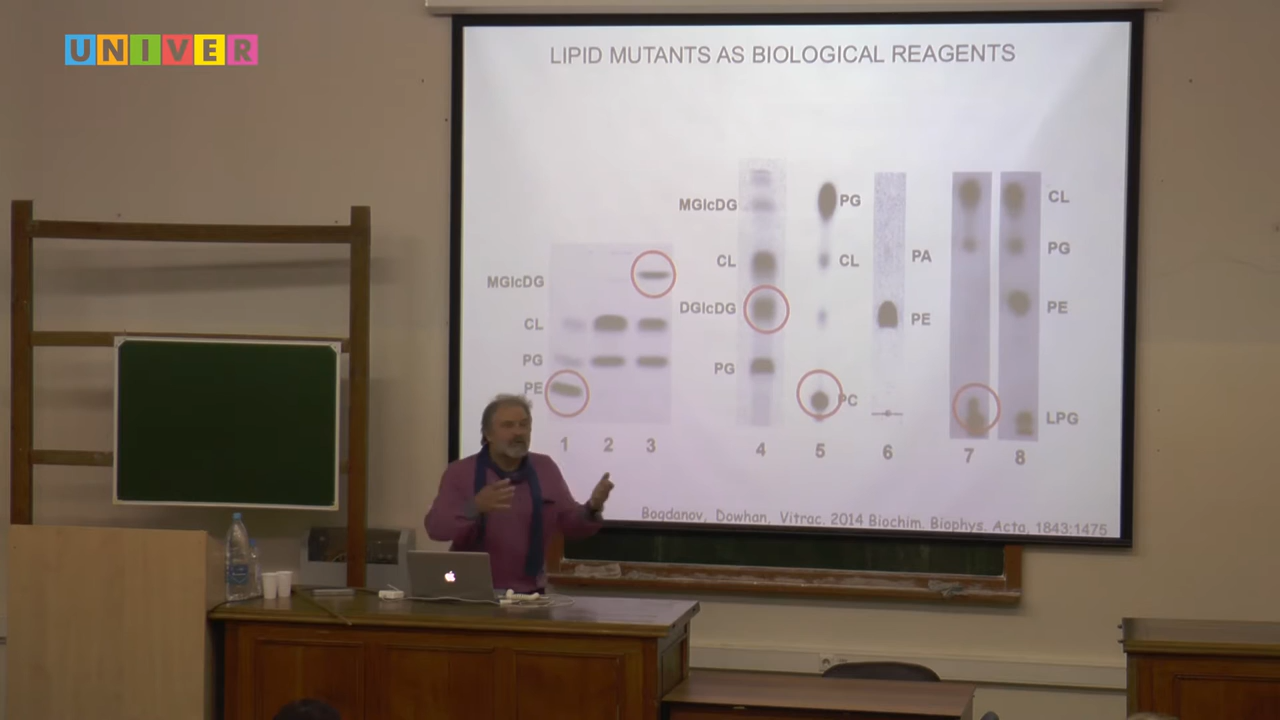 UNIVER
LIPID MUTANTS AS BIOLOGICAL REAGENTS
MGlcDG
CL
PG
PE
1 2 3
MGlcDG
CL
DGlcDG
PG
4
PG
CL
PC
5
PA
PE
6
CL
PG
PE
LPG
7 8
Bogdanov, Dowhan, Vitrac. 2014 Biochim. Biophys. Acta, 1843:1475